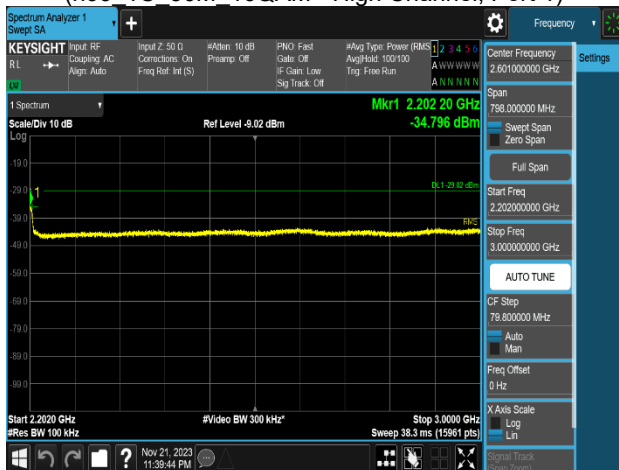 Spectrum Analyzer 1
Swept SA
Frequency
KEYSIGHT
RL
Input: RF
Coupling: AC
Align: Auto
Input Z: 50 Ω
Corrections: On
Freq Ref: Int (S)
#Atten: 10 dB
Preamp: Off
PNO: Fast
Gate: Off
IF Gain: Low
Sig Track: Off
#Avg Type: Power (RMS
Avg|Hold: 100/100
Trig: Free Run
1 2 3 4 5 6
A W W W W W
A N N N N N
1 Spectrum
Scale/Div 10 dB
Log
Ref Level -9.02 dBm
Mkr1 2.202 20 GHz
-34.796 dBm
-19.0
-29.0
-39.0
-49.0
-59.0
-69.0
-79.0
-89.0
-99.0
1
DL1 -29.02 dBm
RMS
Start 2.2020 GHz
#Res BW 100 kHz
#Video BW 300 kHz*
Stop 3.0000 GHz
Sweep 38.3 ms (15961 pts)
Center Frequency
2.601000000 GHz
Settings
Span
798.000000 MHz
Swept Span
Zero Span
Full Span
Start Freq
2.202000000 GHz
Stop Freq
3.000000000 GHz
AUTO TUNE
CF Step
79.800000 MHz
Auto
Man
Freq Offset
0 Hz
X Axis Scale
Log
Lin
Signal Track
(Span Zoom)
Nov 21, 2023
11:39:44 PM